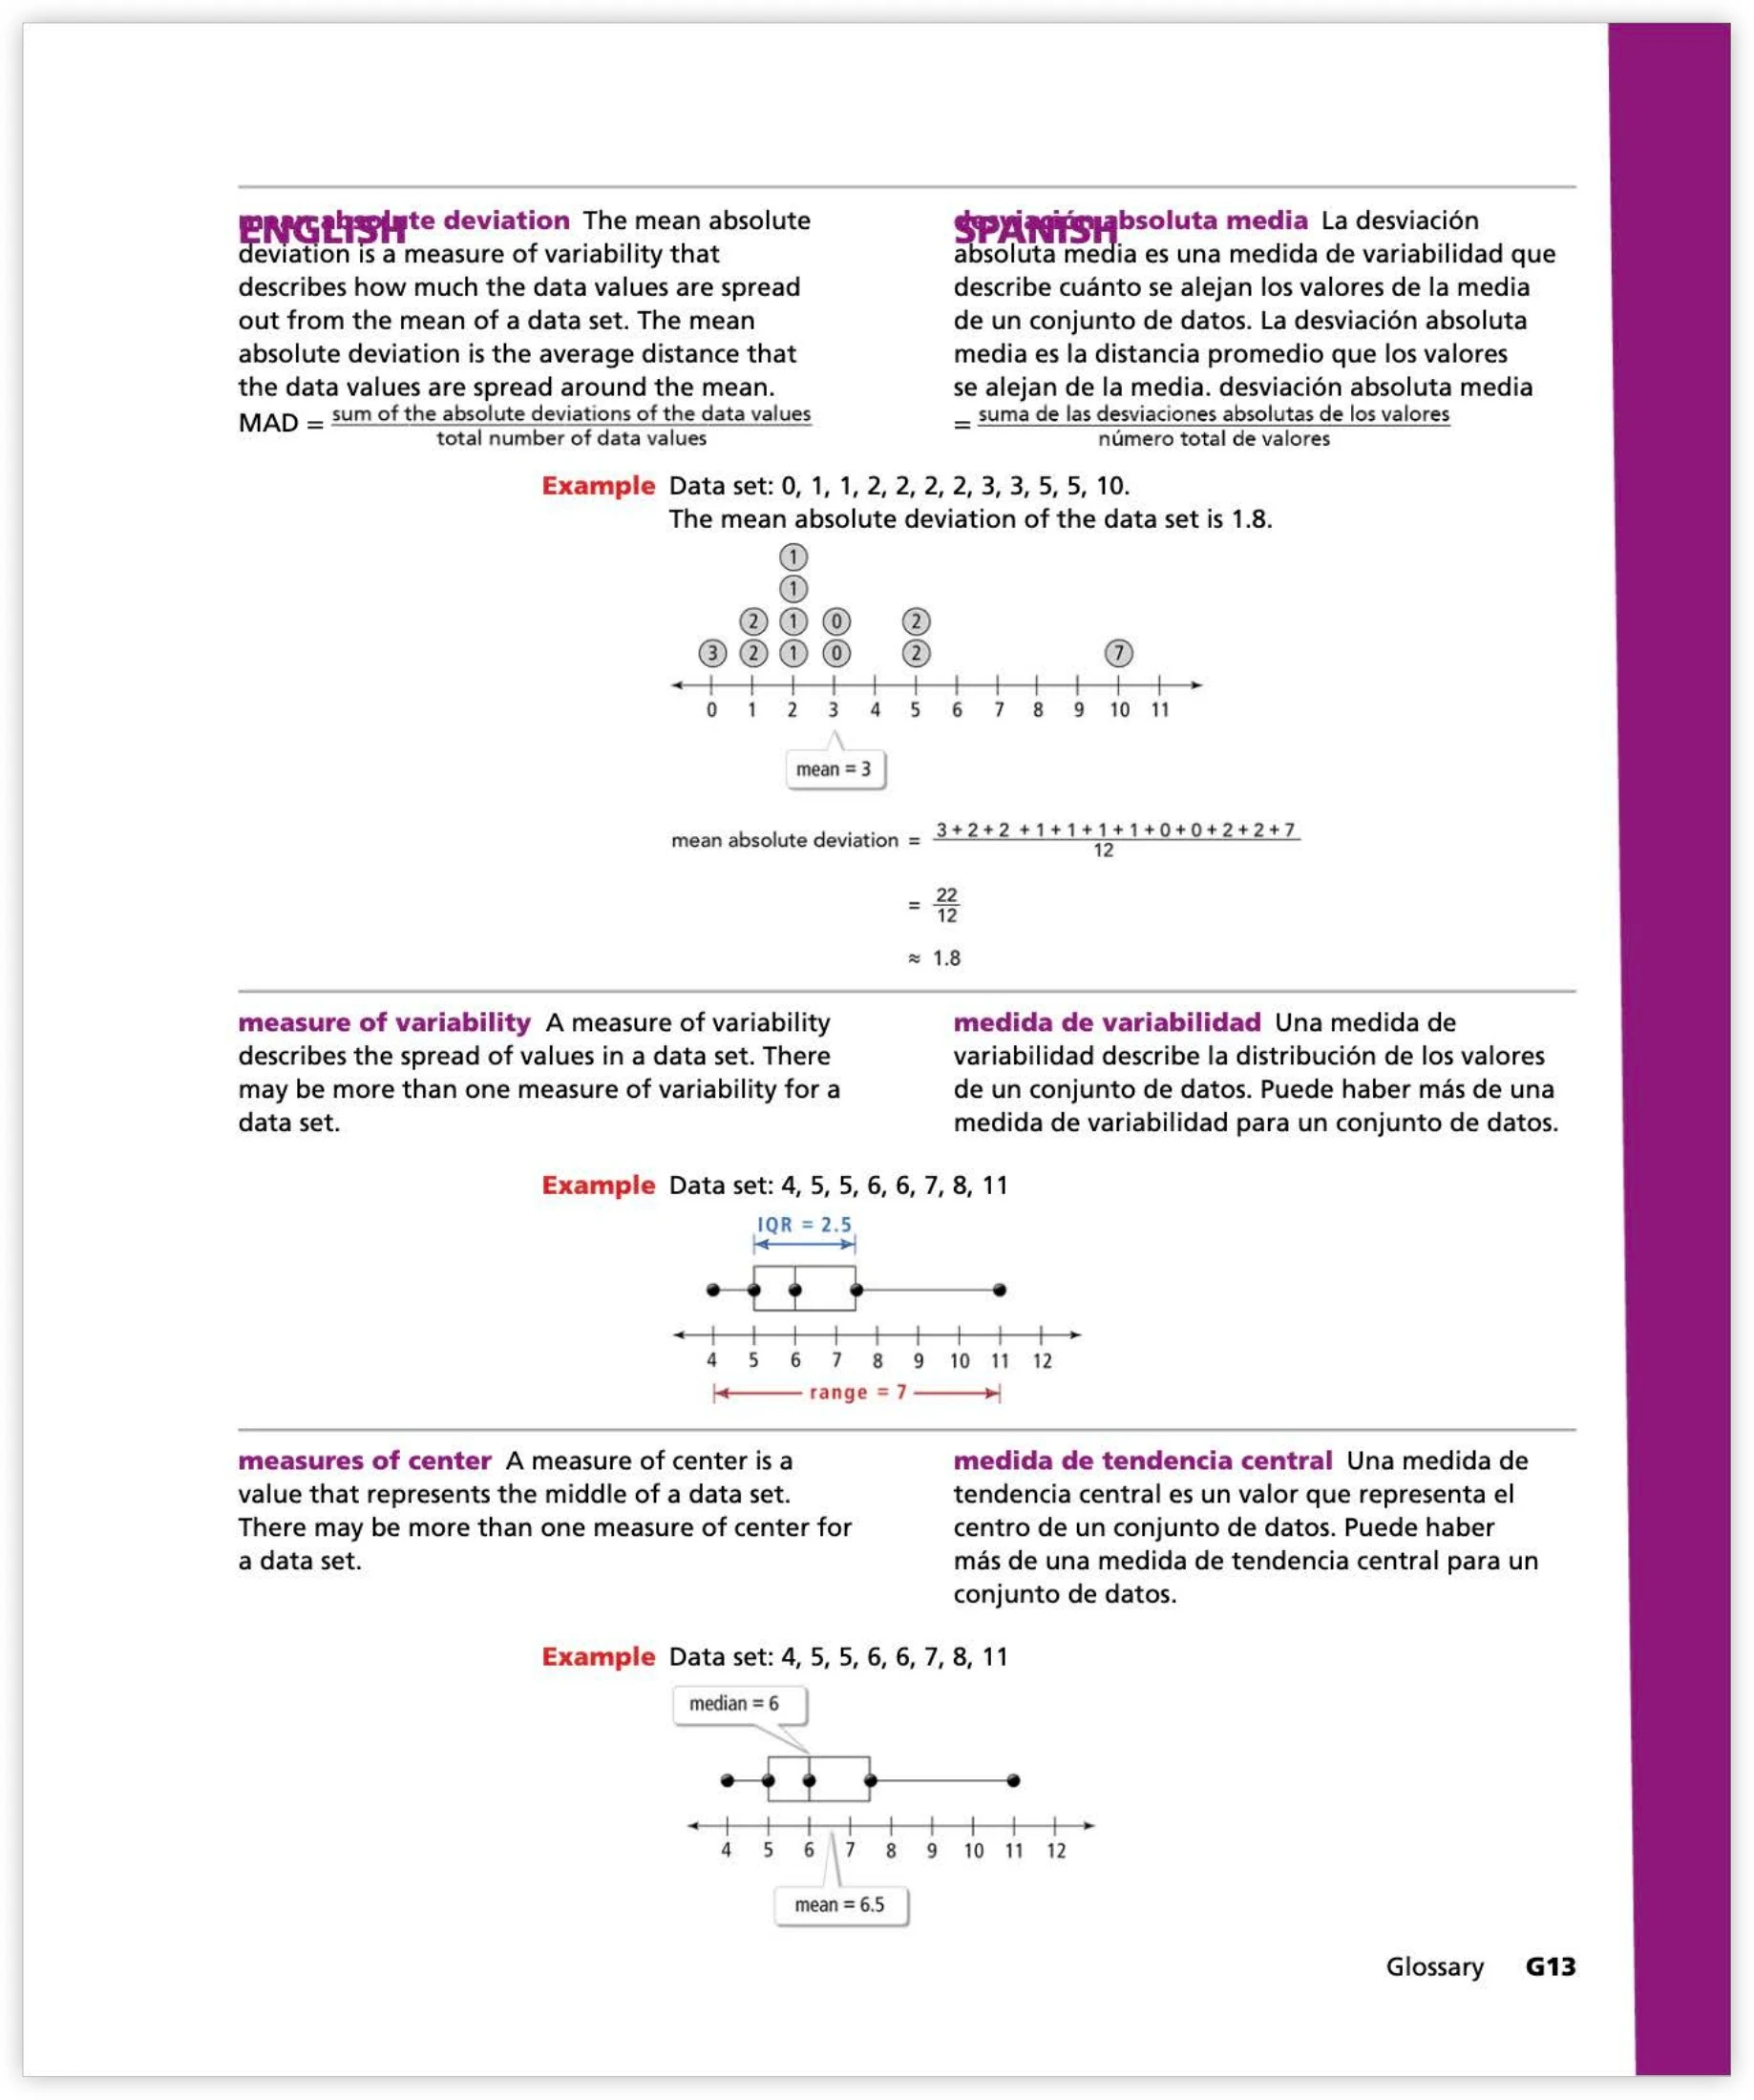 ENGLISH
SPANISH
mean absolute deviation The mean absolute
deviation is a measure of variability that
describes how much the data values are spread
out from the mean of a data set. The mean
absolute deviation is the average distance that
the data values are spread around the mean.
MAD = sum of the absolute deviations of the data values
total number of data values
desviación absoluta media La desviación
absoluta media es una medida de variabilidad que
describe cuánto se alejan los valores de la media
de un conjunto de datos. La desviación absoluta
media es la distancia promedio que los valores
se alejan de la media. desviación absoluta media
= suma de las desviaciones absolutas de los valores
número total de valores
Example Data set: 0, 1, 1, 2, 2, 2, 2, 3, 3, 5, 5, 10.
The mean absolute deviation of the data set is 1.8.
1
1
2 1 0 2
3 2 1 0 2 7
0 1 2 3 4 5 6 7 8 9 10 11
mean = 3
mean absolute deviation = 3 + 2 + 2 + 1 + 1 + 1 + 1 + 0 + 0 + 2 + 2 + 7
12
= 22
12
≈ 1.8
measure of variability A measure of variability
describes the spread of values in a data set. There
may be more than one measure of variability for a
data set.
medida de variabilidad Una medida de
variabilidad describe la distribución de los valores
de un conjunto de datos. Puede haber más de una
medida de variabilidad para un conjunto de datos.
Example Data set: 4, 5, 5, 6, 6, 7, 8, 11
IQR = 2.5
4 5 6 7 8 9 10 11 12
range = 7
measures of center A measure of center is a
value that represents the middle of a data set.
There may be more than one measure of center for
a data set.
medida de tendencia central Una medida de
tendencia central es un valor que representa el
centro de un conjunto de datos. Puede haber
más de una medida de tendencia central para un
conjunto de datos.
Example Data set: 4, 5, 5, 6, 6, 7, 8, 11
median = 6
4 5 6 7 8 9 10 11 12
mean = 6.5
Glossary G13